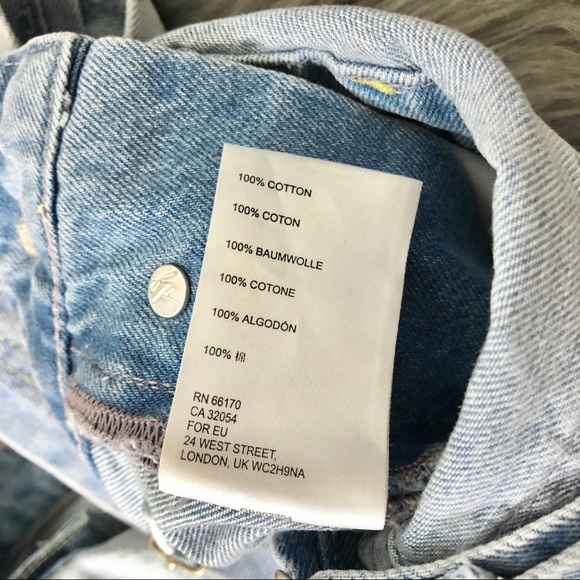 100% COTTON
100% COTON
100% BAUMWOLLE
100% COTONE
100% ALGODÓN
100% 棉
RN 66170
CA 32054
FOR EU
24 WEST STREET,
LONDON, UK WC2H9NA